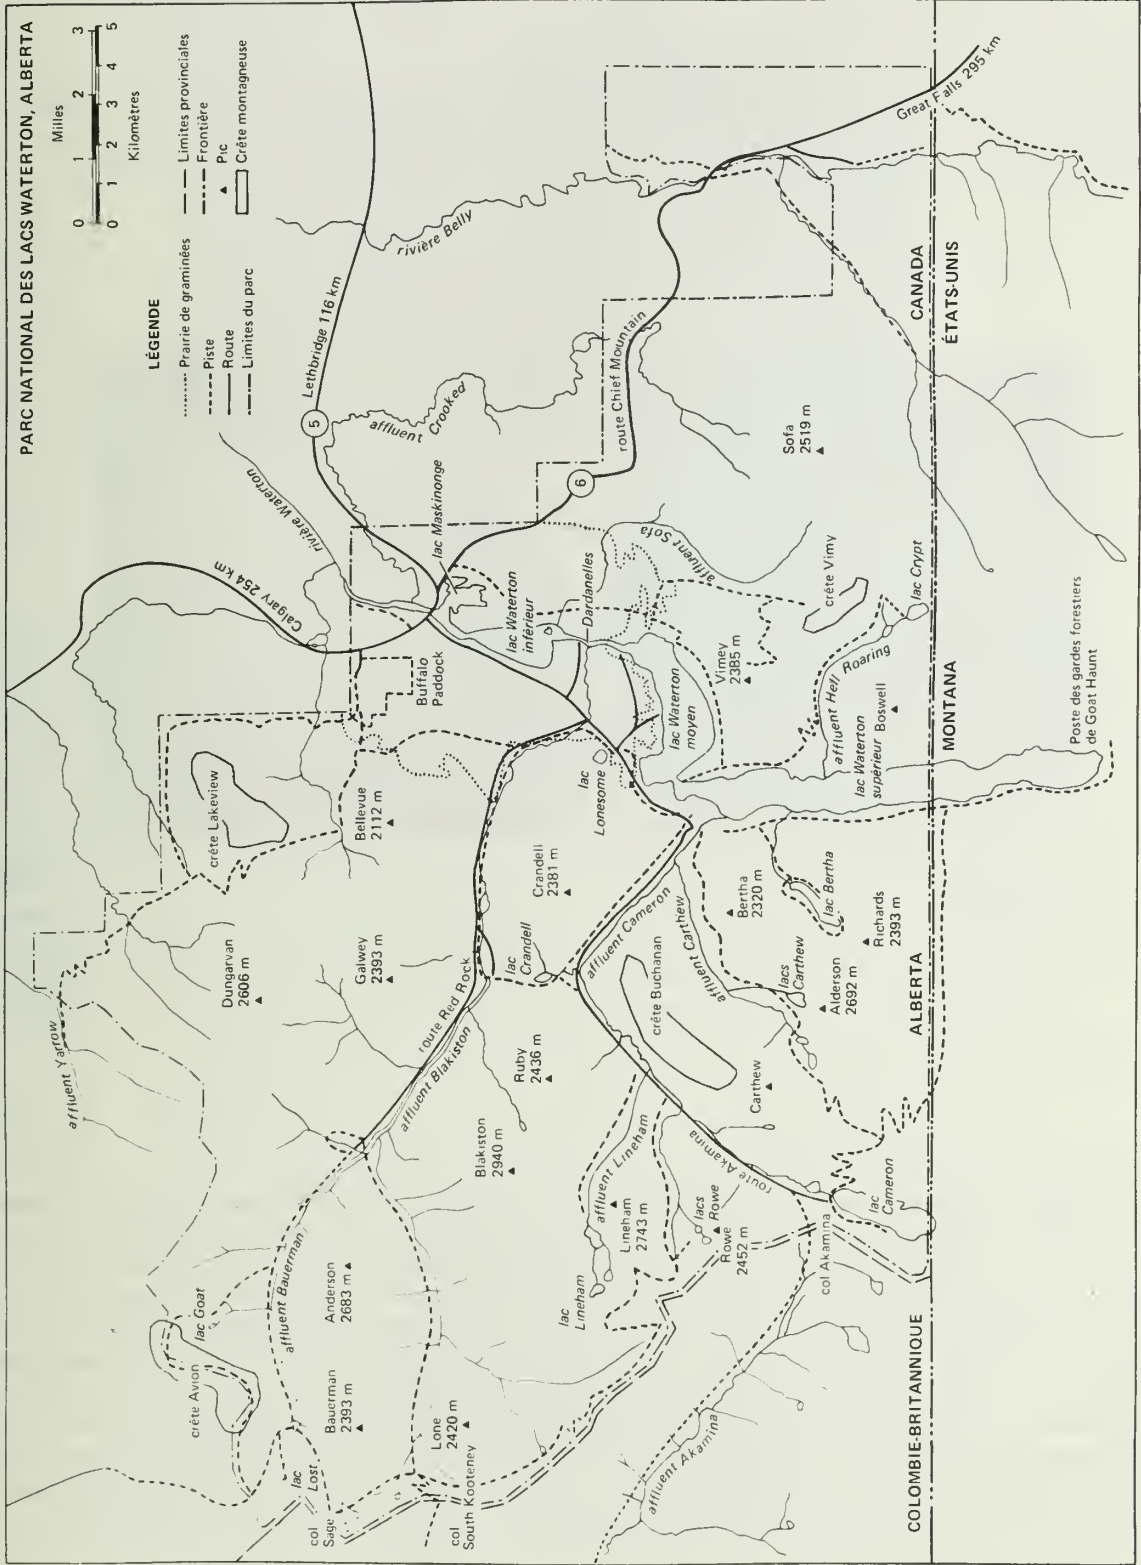 PARC NATIONAL DES LACS WATERTON, ALBERTA
Milles
0 1 2 3
0 1 2 3 4 5
Kilomètres
LÉGENDE
Prairie de graminées
Piste
Route
Limites du parc
Limites provinciales
Frontière
Pic
Crête montagneuse
affluent Yarrow
Dungarvan
2606 m
crête Lakeview
Calgary 254 km
rivière Waterton
5
Lethbridge 116 km
rivière Belly
crête Avion
lac Goat
lac
Lost
col
Sage
Bauerman
2393 m
affluent Bauerman
Anderson
2683 m
Galwey
2393 m
Bellevue
2112 m
Buffalo
Paddock
lac Maskinonge
affluent Crooked
Lone
2420 m
col
South Kooteney
affluent Blakiston
route Red Rock
Blakiston
2940 m
Ruby
2436 m
lac
Crandell
Crandell
2381 m
lac
Lonesome
lac Waterton
inférieur
Dardanelles
6
route Chief Mountain
Great Falls 295 km
lac
Lineham
affluent Lineham
Lineham
2743 m
lacs
Rowe
Rowe
2452 m
route Akamina
crête Buchanan
affluent Cameron
affluent Carthew
lac Waterton
moyen
affluent Sofa
Vimey
2385 m
crête Vimy
Sofa
2519 m
Carthew
lacs
Carthew
Alderson
2692 m
Bertha
2320 m
lac Bertha
Richards
2393 m
lac Waterton
supérieur
Boswell
affluent Hell Roaring
lac Crypt
affluent Akamina
col Akamina
lac
Cameron
COLOMBIE-BRITANNIQUE
ALBERTA
MONTANA
CANADA
ÉTATS-UNIS
Poste des gardes forestiers
de Goat Haunt